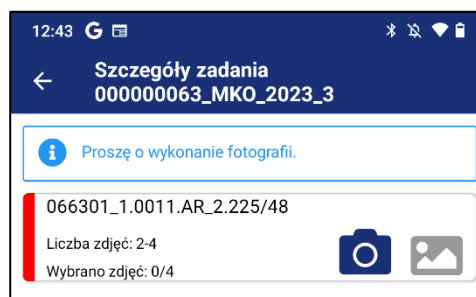 12:43
Szczegóły zadania
000000063_MKO_2023_3
Proszę o wykonanie fotografii.
066301_1.0011.AR_2.225/48
Liczba zdjęć: 2-4
Wybrano zdjęć: 0/4